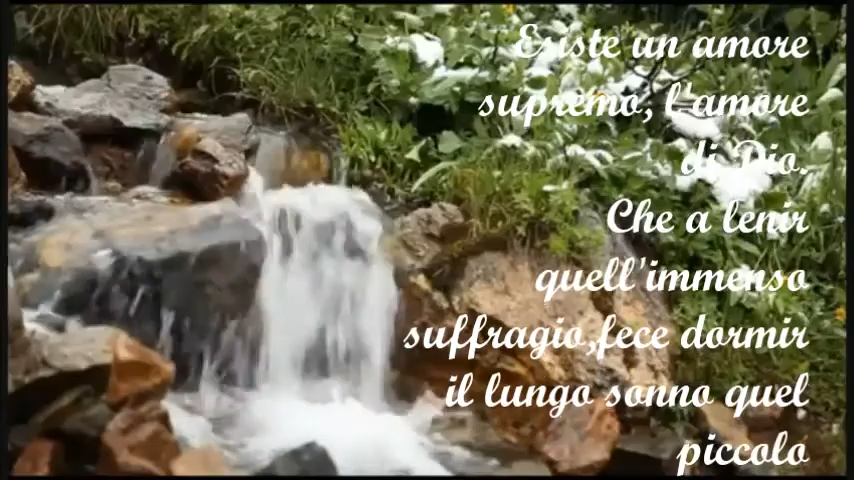 Esiste un amore
supremo, l'amore
di Dio.
Che a lenir
quell'immenso
suffragio,fece dormir
il lungo sonno quel
piccolo